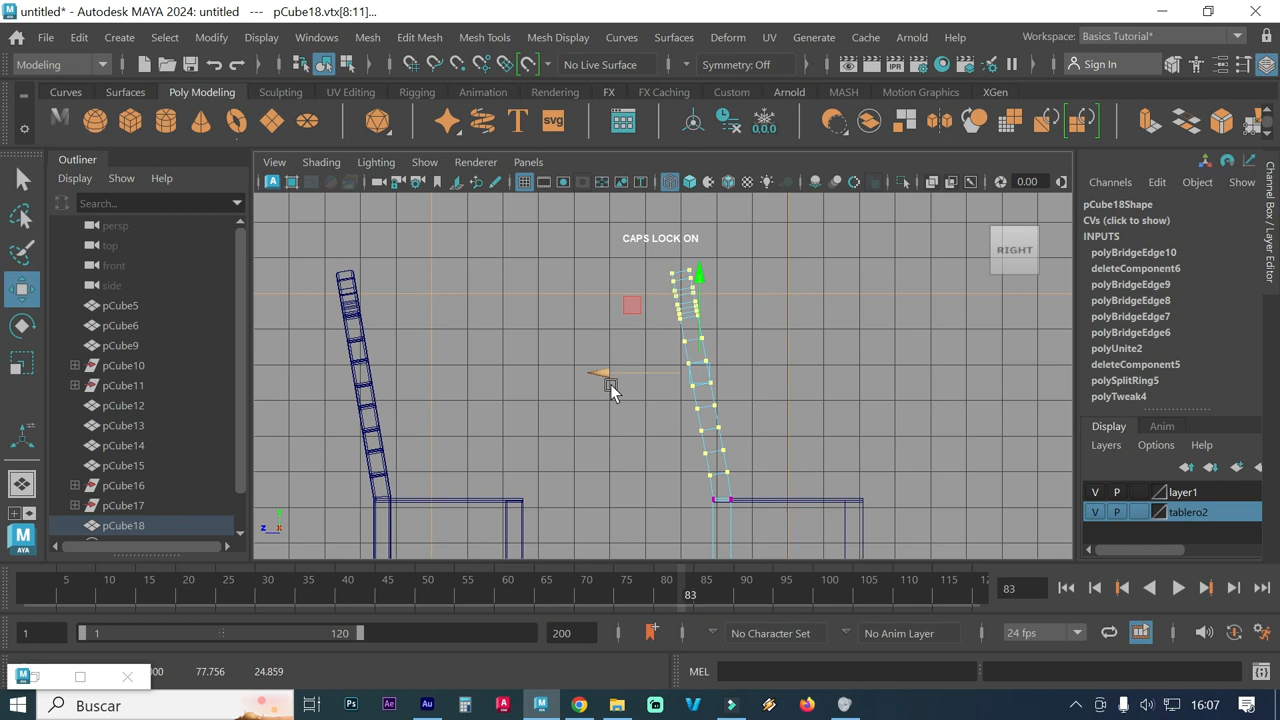 untitled* - Autodesk MAYA 2024: untitled   ---   pCube18.vtx[8:11]...
File Edit Create Select Modify Display Windows Mesh Edit Mesh Mesh Tools Mesh Display Curves Surfaces Deform UV Generate Cache Arnold Help Workspace: Basics Tutorial*
Modeling No Live Surface Symmetry: Off Sign In
Curves Surfaces Poly Modeling Sculpting UV Editing Rigging Animation Rendering FX FX Caching Custom Arnold MASH Motion Graphics XGen
Outliner
Display Show Help
Search...
persp
top
front
side
pCube5
pCube6
pCube9
pCube10
pCube11
pCube12
pCube13
pCube14
pCube15
pCube16
pCube17
pCube18
View Shading Lighting Show Renderer Panels
0.00
CAPS LOCK ON
RIGHT
Channels Edit Object Show
pCube18Shape
CVs (click to show)
INPUTS
polyBridgeEdge10
deleteComponent6
polyBridgeEdge9
polyBridgeEdge8
polyBridgeEdge7
polyBridgeEdge6
polyUnite2
deleteComponent5
polySplitRing5
polyTweak4
Display Anim
Layers Options Help
V P layer1
V P tablero2
Channel Box / Layer Editor
5 10 15 20 25 30 35 40 45 50 55 60 65 70 75 80 85 90 95 100 105 110 115 12
83
83
1 1 120 200 No Character Set No Anim Layer 24 fps
77.756 24.859 MEL
Buscar 16:07